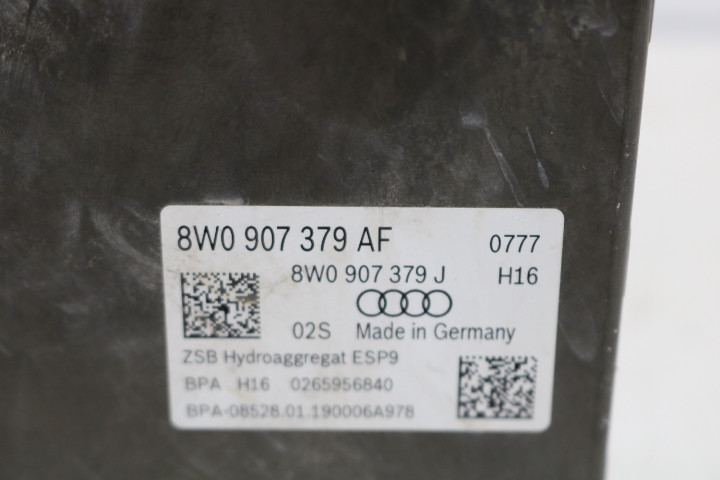 8W0 907 379 AF 0777
8W0 907 379 J H16
02S Made in Germany
ZSB Hydroaggregat ESP9
BPA H16 0265956840
BPA-08528.01.190006A978